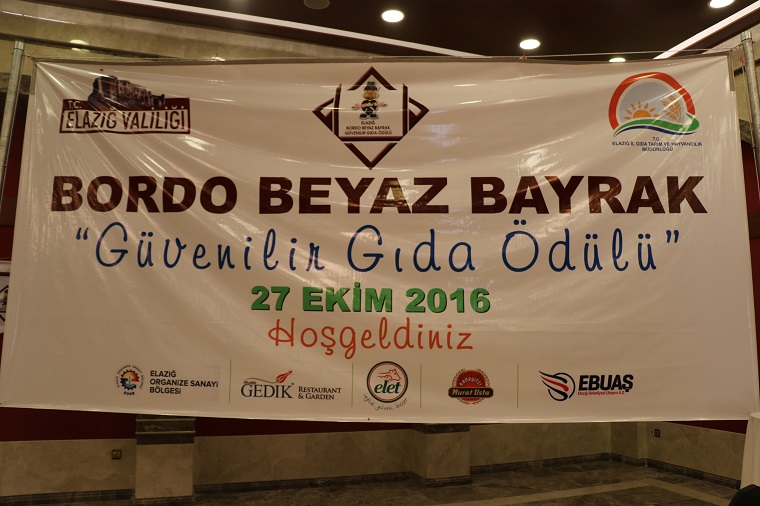 T.C.
ELAZIĞ VALİLİĞİ
ELAZIĞ
BORDO BEYAZ BAYRAK
GÜVENİLİR GIDA ÖDÜLÜ
T.C.
ELAZIĞ İL GIDA TARIM VE HAYVANCILIK
MÜDÜRLÜĞÜ
BORDO BEYAZ BAYRAK
“Güvenilir Gıda Ödülü”
27 EKİM 2016
Hoşgeldiniz
ELAZIĞ
ORGANİZE SANAYİ
BÖLGESİ
GEDİK RESTAURANT
& GARDEN
elet
Murat Usta
EBUAŞ